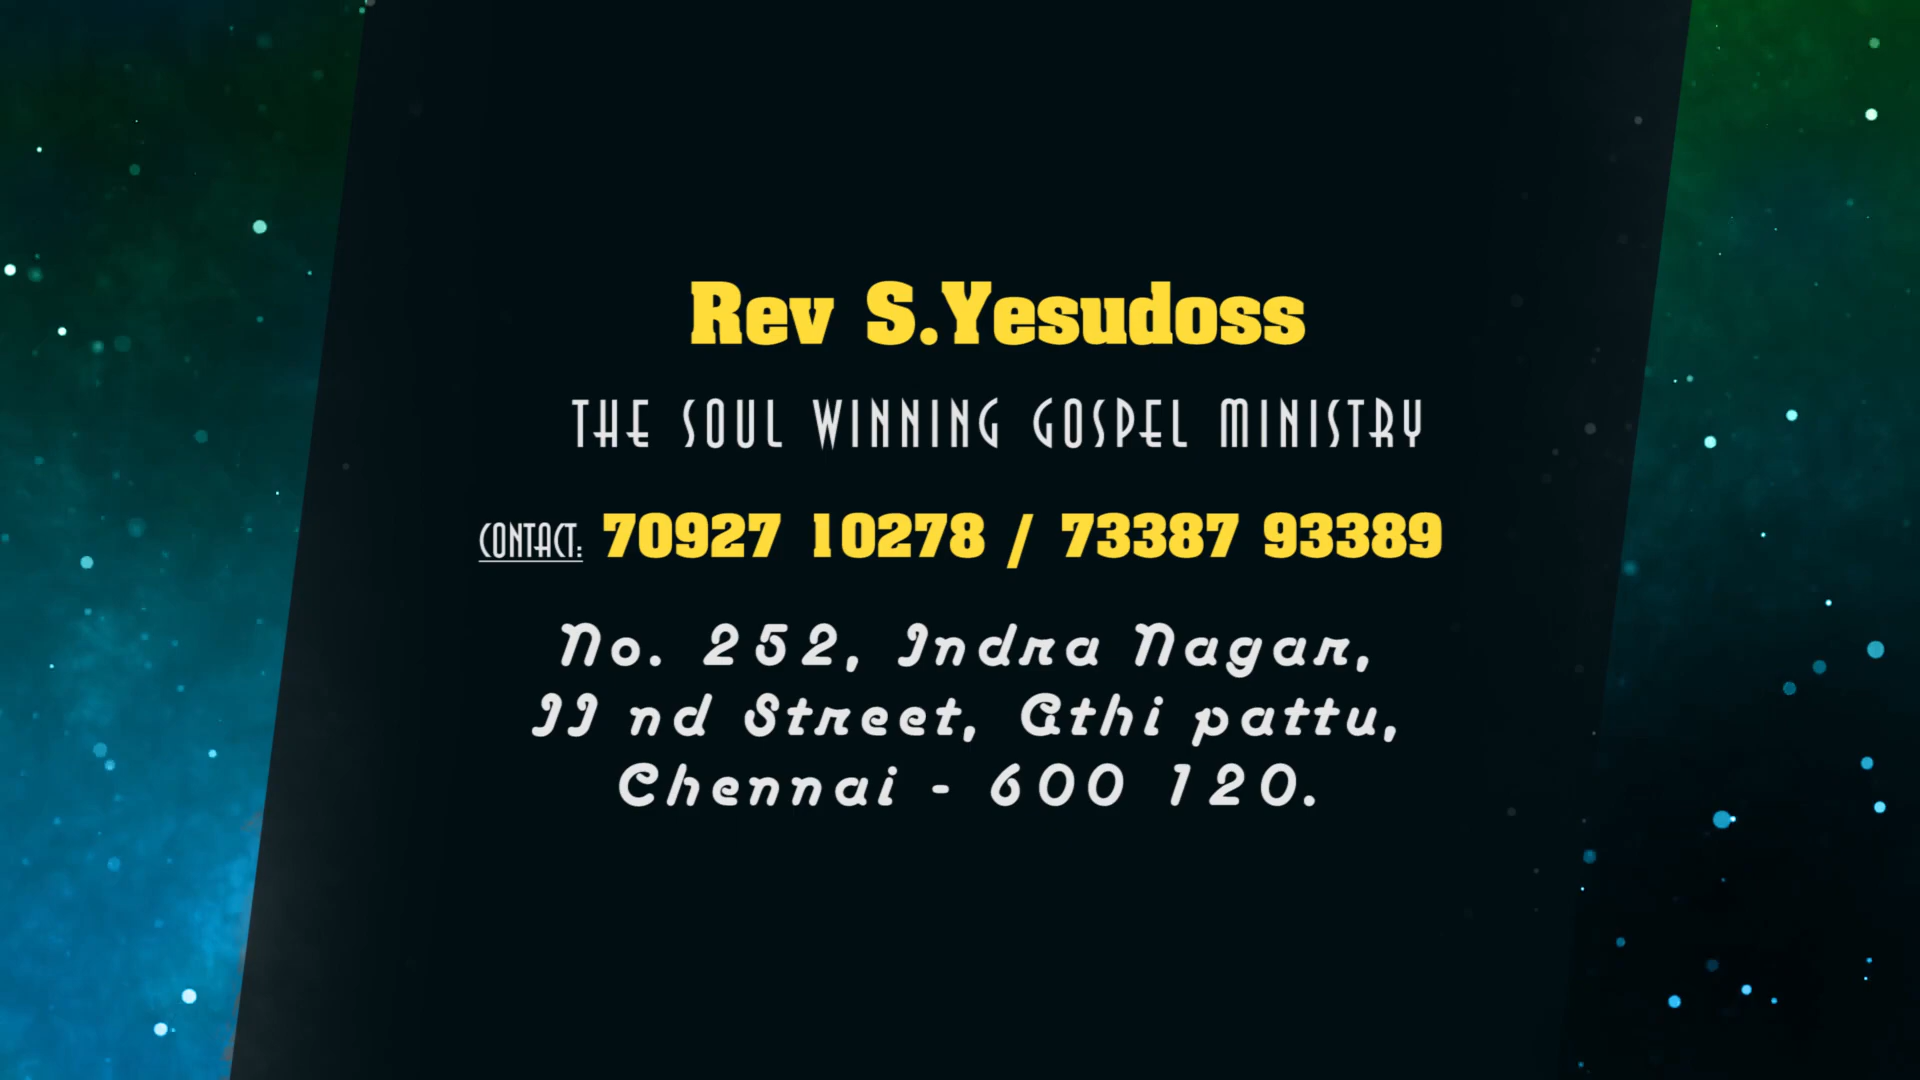 Rev S.Yesudoss
THE SOUL WINNING GOSPEL MINISTRY
CONTACT: 70927 10278 / 73387 93389
No. 252, Indra Nagar,
II nd Street, Athi pattu,
Chennai - 600 120.